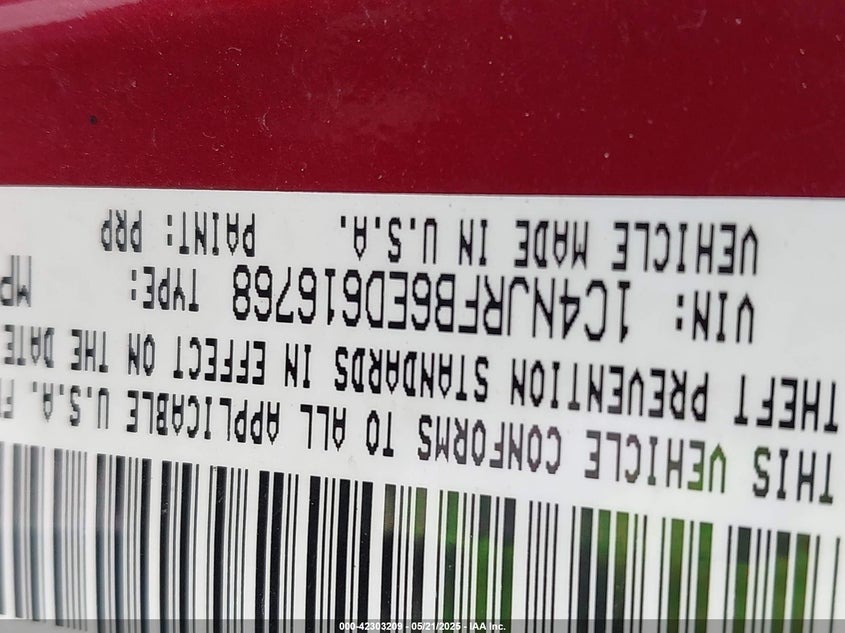 THIS VEHICLE CONFORMS TO ALL APPLICABLE U.S.A. F
THEFT PREVENTION STANDARDS IN EFFECT ON THE DATE
VIN: 1C4NJRFB6ED616768 TYPE: MP
VEHICLE MADE IN U.S.A. PAINT: PRP
000-42303209 - 05/21/2025 - IAA Inc.